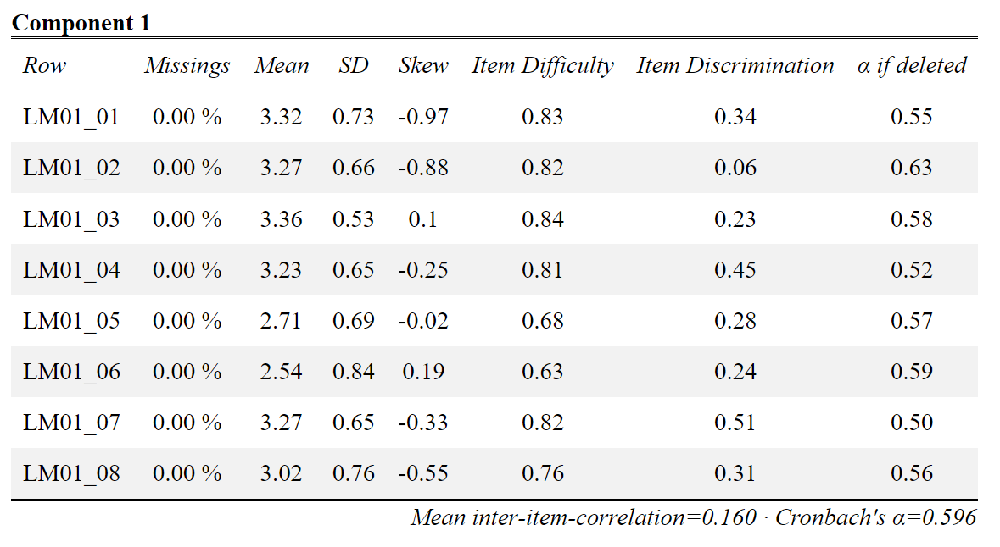 Component 1
Row Missings Mean SD Skew Item Difficulty Item Discrimination α if deleted
LM01_01 0.00 % 3.32 0.73 -0.97 0.83 0.34 0.55
LM01_02 0.00 % 3.27 0.66 -0.88 0.82 0.06 0.63
LM01_03 0.00 % 3.36 0.53 0.1 0.84 0.23 0.58
LM01_04 0.00 % 3.23 0.65 -0.25 0.81 0.45 0.52
LM01_05 0.00 % 2.71 0.69 -0.02 0.68 0.28 0.57
LM01_06 0.00 % 2.54 0.84 0.19 0.63 0.24 0.59
LM01_07 0.00 % 3.27 0.65 -0.33 0.82 0.51 0.50
LM01_08 0.00 % 3.02 0.76 -0.55 0.76 0.31 0.56
Mean inter-item-correlation=0.160 · Cronbach's α=0.596